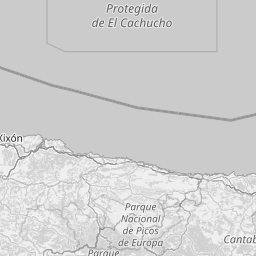 Protegida
de El Cachucho
Xixón
Parque
Nacional
de Picos
de Europa
Cantab
Parque